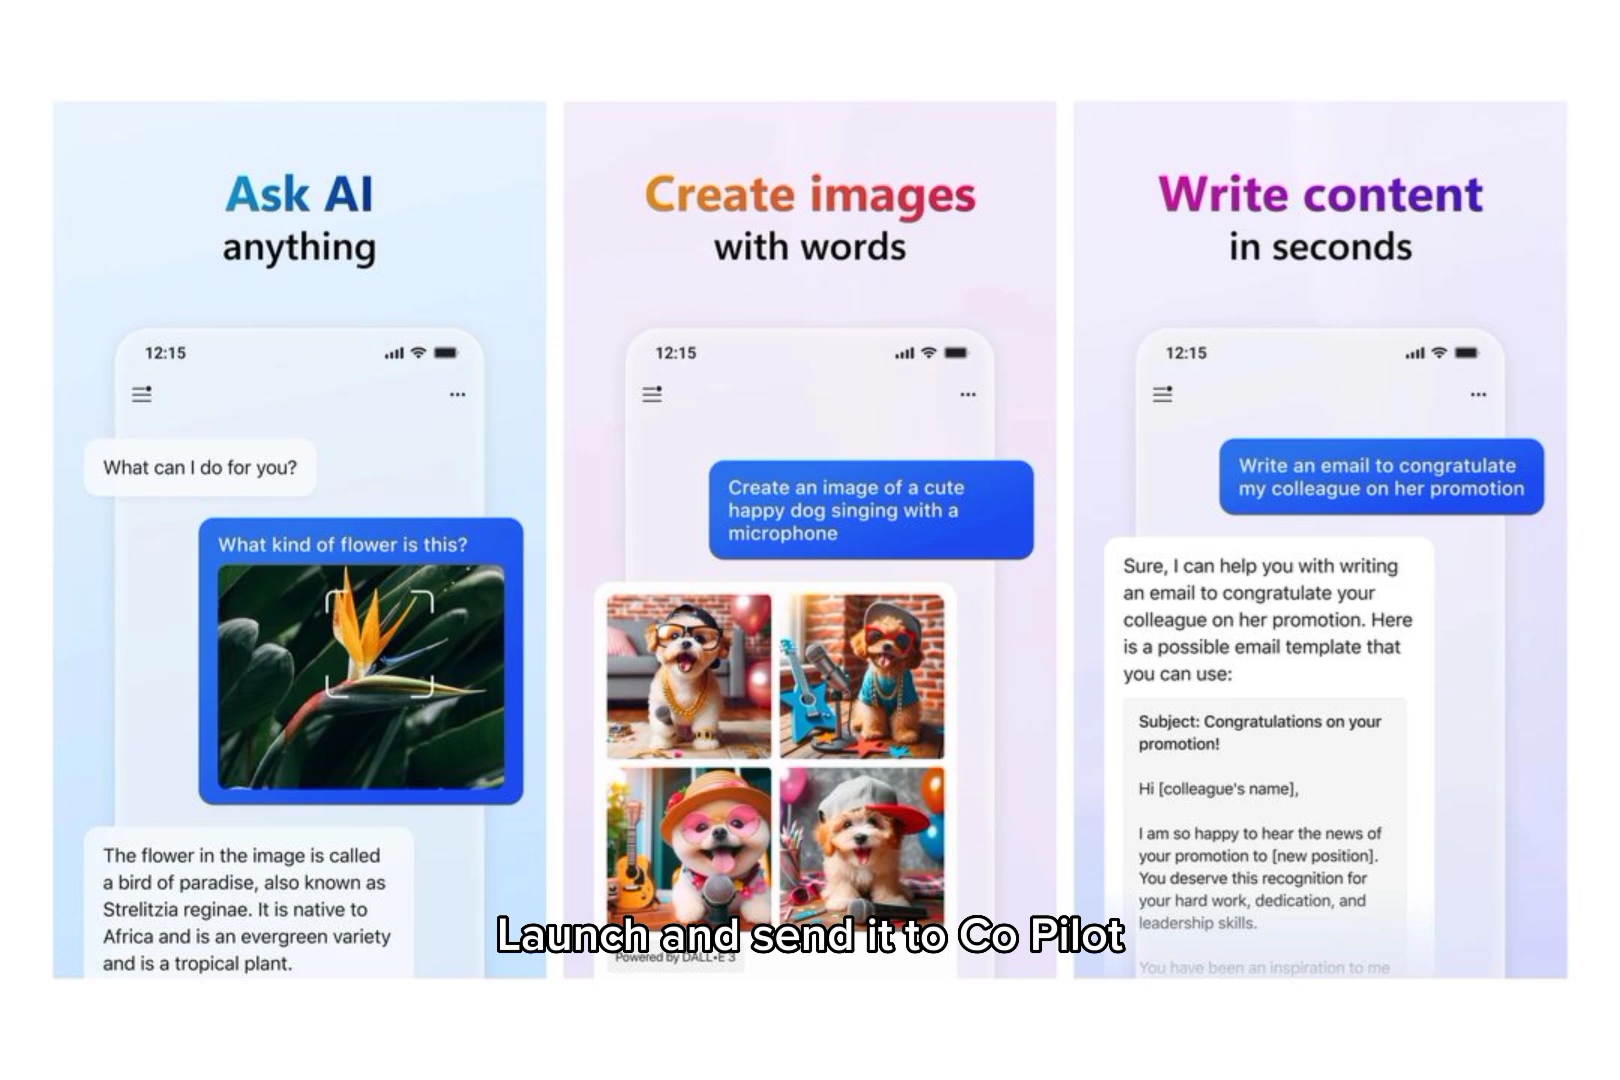 Ask AI
anything
12:15
What can I do for you?
What kind of flower is this?
The flower in the image is called
a bird of paradise, also known as
Strelitzia reginae. It is native to
Africa and is an evergreen variety
and is a tropical plant.
Create images
with words
12:15
Create an image of a cute
happy dog singing with a
microphone
Powered by DALL•E 3
Write content
in seconds
12:15
Write an email to congratulate
my colleague on her promotion
Sure, I can help you with writing
an email to congratulate your
colleague on her promotion. Here
is a possible email template that
you can use:
Subject: Congratulations on your
promotion!
Hi [colleague's name],
I am so happy to hear the news of
your promotion to [new position].
You deserve this recognition for
your hard work, dedication, and
leadership skills.
You have been an inspiration to me
Launch and send it to Co Pilot